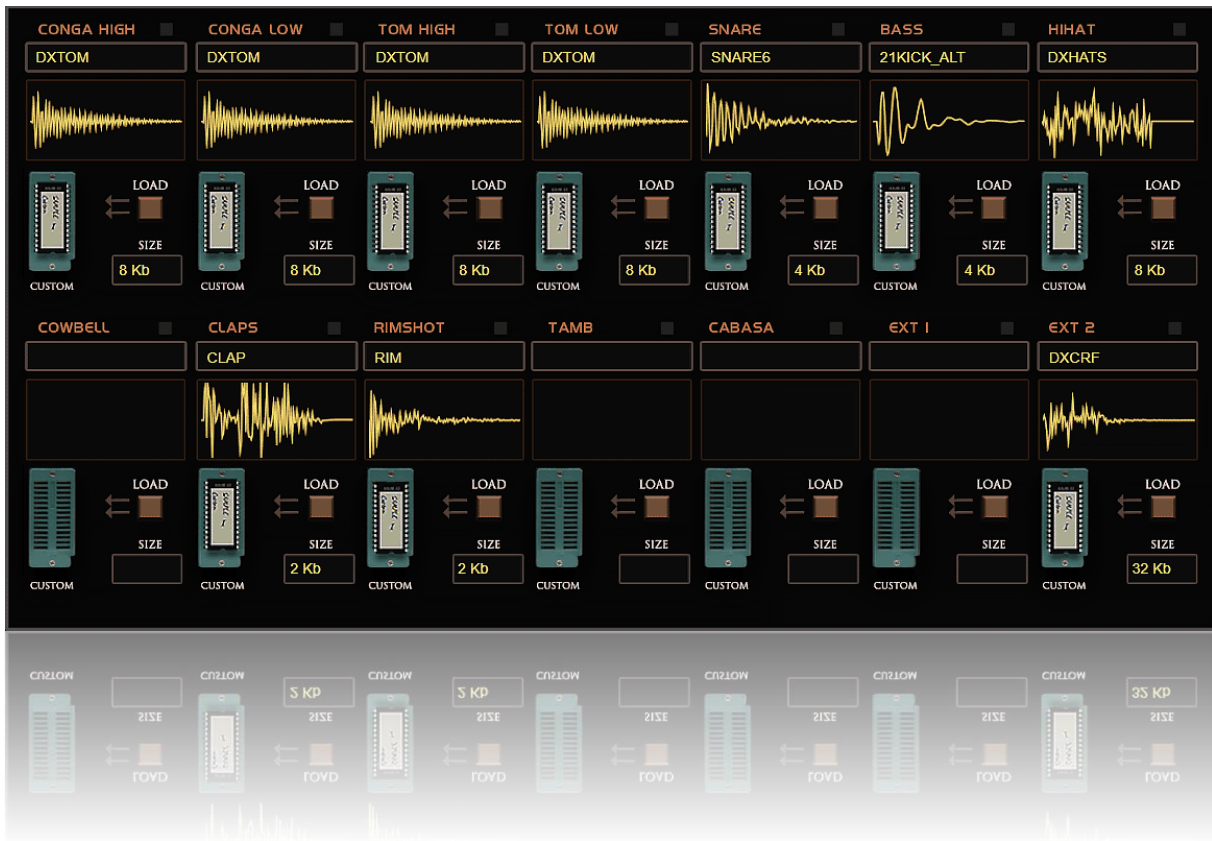 CONGA HIGH CONGA LOW TOM HIGH TOM LOW SNARE BASS HIHAT
DXTOM DXTOM DXTOM DXTOM SNARE6 21KICK_ALT DXHATS
LOAD LOAD LOAD LOAD LOAD LOAD LOAD
SIZE SIZE SIZE SIZE SIZE SIZE SIZE
8 Kb 8 Kb 8 Kb 8 Kb 4 Kb 4 Kb 8 Kb
CUSTOM CUSTOM CUSTOM CUSTOM CUSTOM CUSTOM CUSTOM
COWBELL CLAPS RIMSHOT TAMB CABASA EXT 1 EXT 2
CLAP RIM DXCRF
LOAD LOAD LOAD LOAD LOAD LOAD LOAD
SIZE SIZE SIZE SIZE SIZE SIZE SIZE
2 Kb 2 Kb 32 Kb
CUSTOM CUSTOM CUSTOM CUSTOM CUSTOM CUSTOM CUSTOM